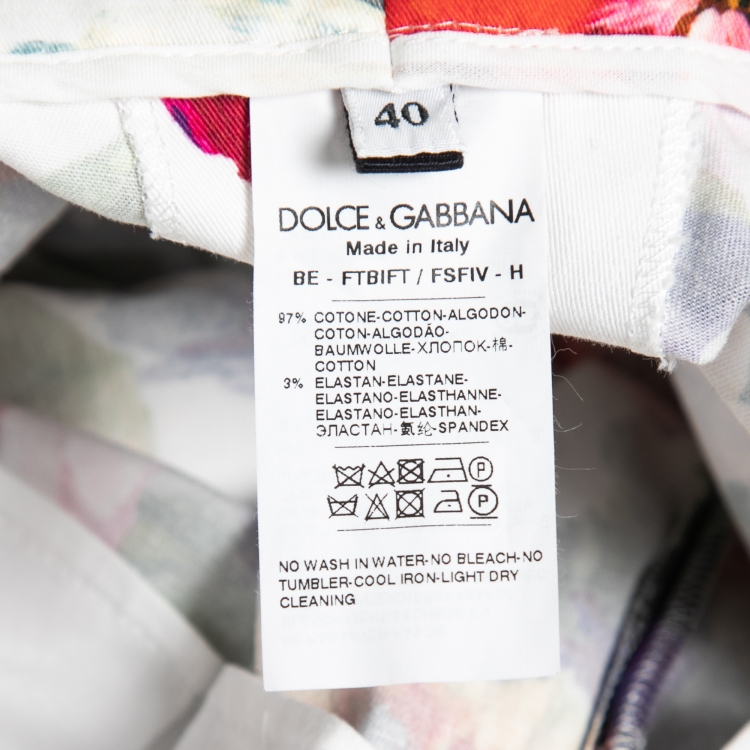 40
DOLCE & GABBANA
Made in Italy
BE - FTBIFT / FSFIV - H
97% COTONE-COTTON-ALGODON-
COTON-ALGODÃO-
BAUMWOLLE-ХЛОПОК-棉-
COTTON
3% ELASTAN-ELASTANE-
ELASTANO-ELASTHANNE-
ELASTANO-ELASTHAN-
ЭЛАСТАН-氨纶-SPANDEX
P
P
NO WASH IN WATER-NO BLEACH-NO
TUMBLER-COOL IRON-LIGHT DRY
CLEANING